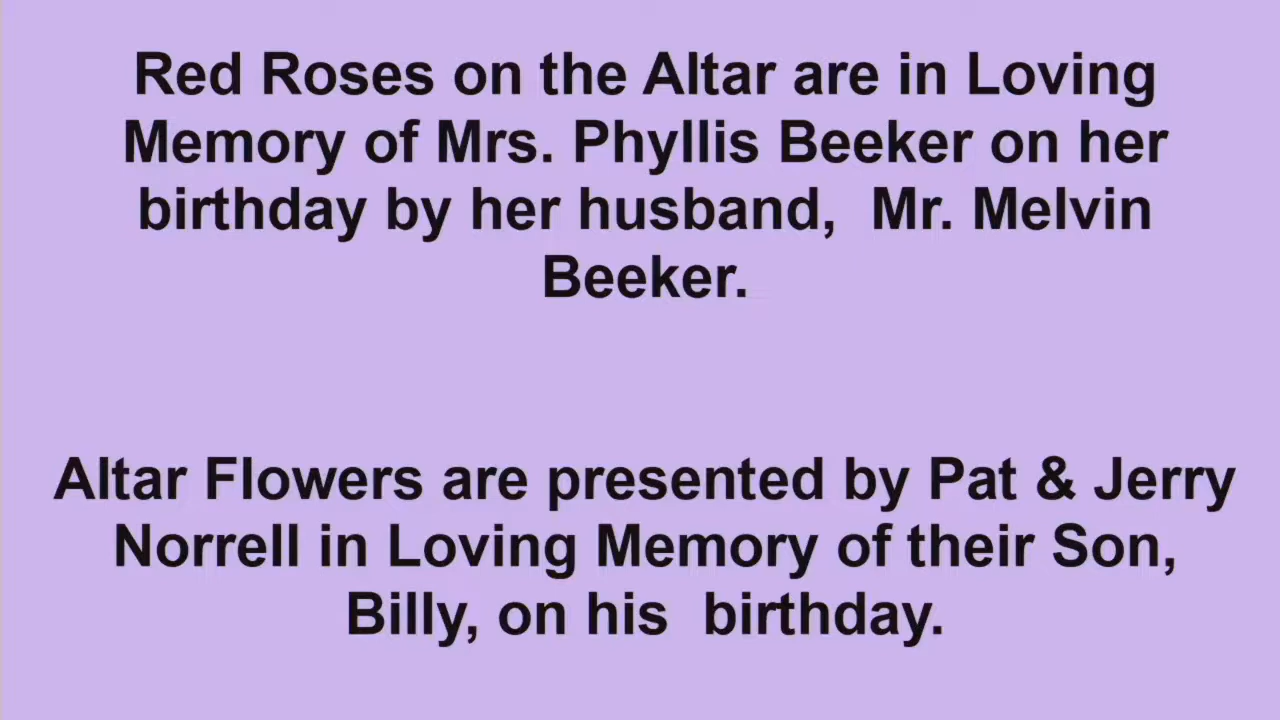 Red Roses on the Altar are in Loving
Memory of Mrs. Phyllis Beeker on her
birthday by her husband,  Mr. Melvin
Beeker.
Altar Flowers are presented by Pat & Jerry
Norrell in Loving Memory of their Son,
Billy, on his  birthday.